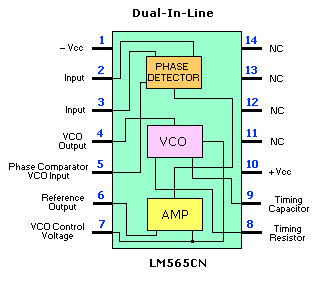 Dual-In-Line
1
14
– Vcc
NC
2
13
Input
NC
PHASE
DETECTOR
3
12
Input
NC
4
11
VCO
Output
VCO
NC
5
10
Phase Comparator
VCO Input
+ Vcc
6
9
Reference
Output
Timing
Capacitor
AMP
7
8
VCO Control
Voltage
Timing
Resistor
LM565CN